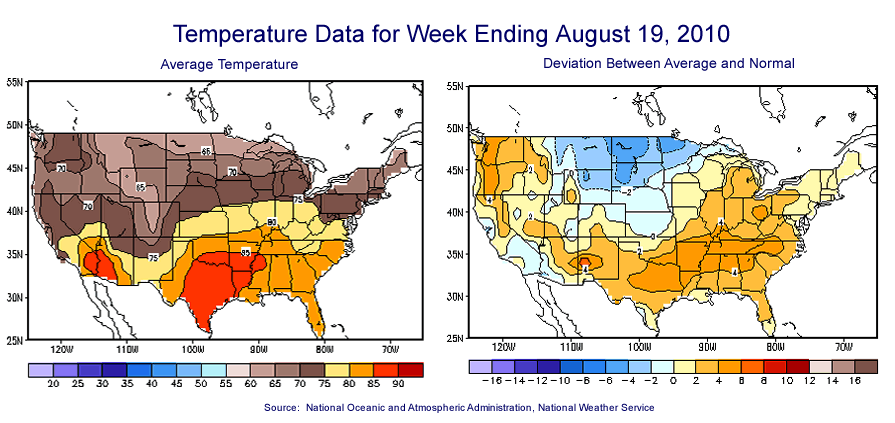 Temperature Data for Week Ending August 19, 2010
Average Temperature
Deviation Between Average and Normal
55N
50N
45N
40N
35N
30N
25N
120W 110W 100W 90W 80W 70W
65
70
70
65
75
70
80
75
85
20 25 30 35 40 45 50 55 60 65 70 75 80 85 90
55N
50N
45N
40N
35N
30N
25N
120W 110W 100W 90W 80W 70W
2
-2
4
2
0
4
2
4
4
-16 -14 -12 -10 -8 -6 -4 -2 0 2 4 6 8 10 12 14 16
Source: National Oceanic and Atmospheric Administration, National Weather Service